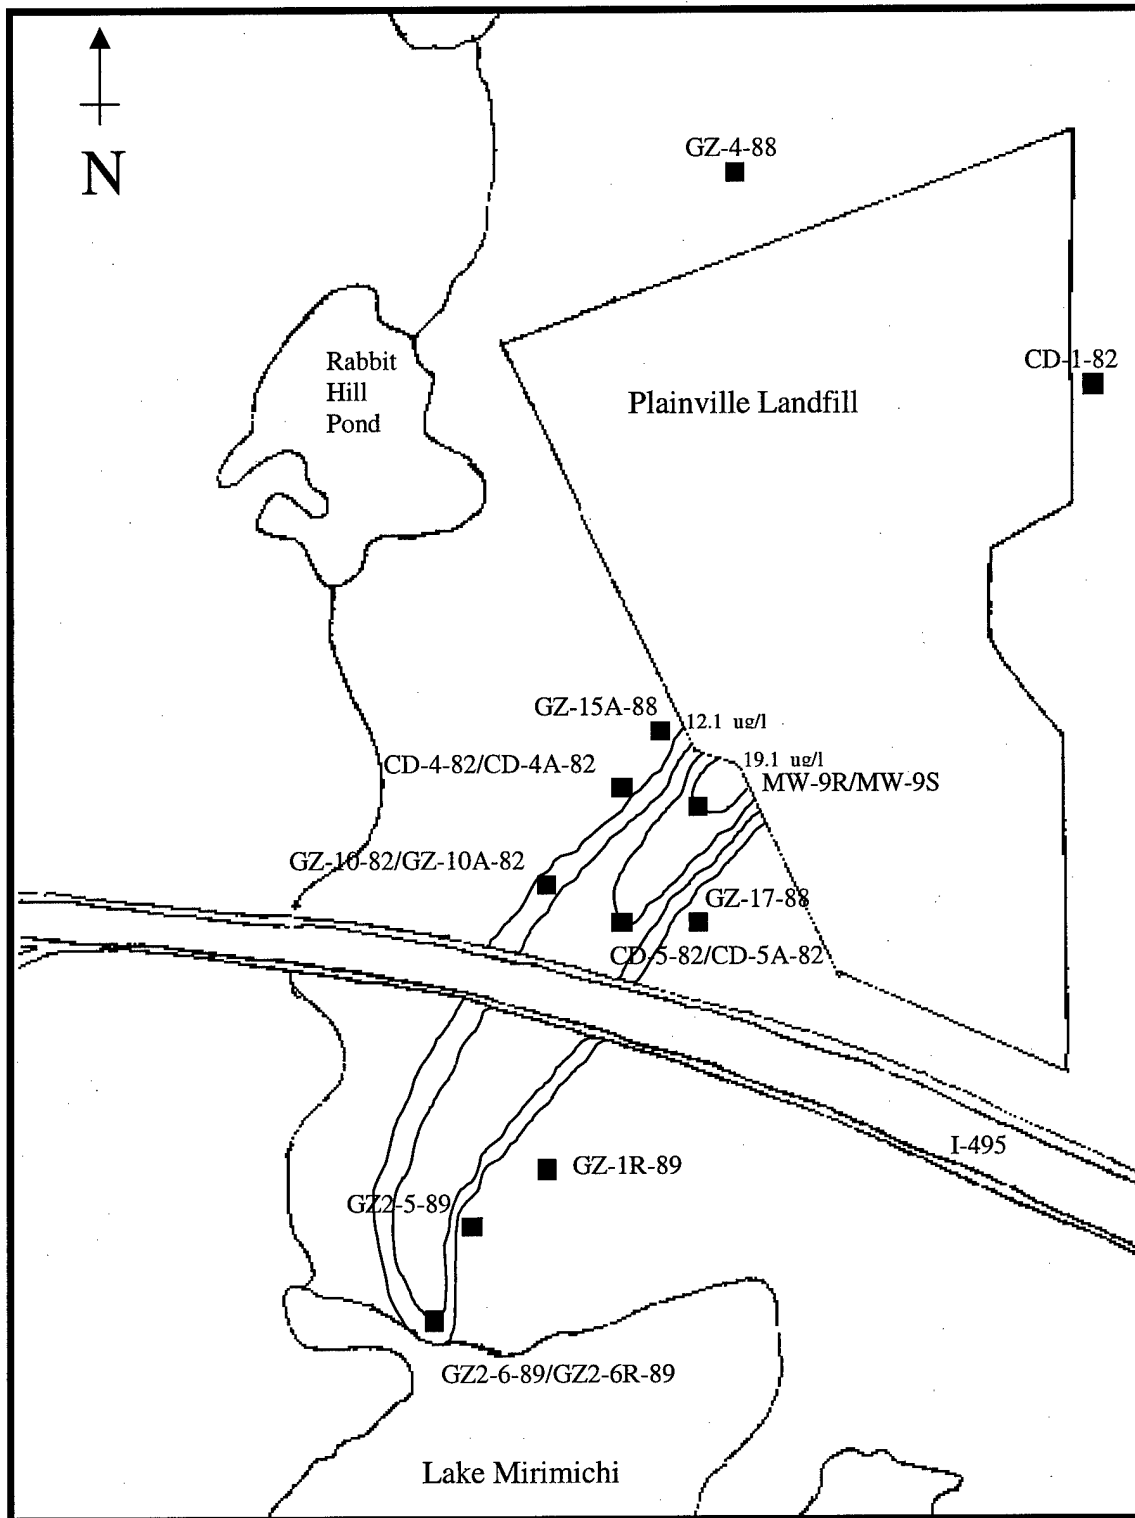 N
GZ-4-88
CD-1-82
Rabbit
Hill
Pond
Plainville Landfill
GZ-15A-88
12.1 ug/l
CD-4-82/CD-4A-82
19.1 ug/l
MW-9R/MW-9S
GZ-10-82/GZ-10A-82
GZ-17-88
CD-5-82/CD-5A-82
I-495
GZ-1R-89
GZ2-5-89
GZ2-6-89/GZ2-6R-89
Lake Mirimichi